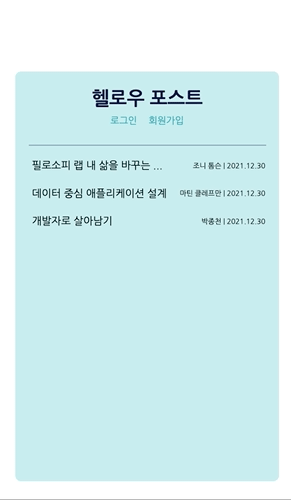 헬로우 포스트
로그인 회원가입
필로소피 랩 내 삶을 바꾸는 ... 조니 톰슨 | 2021.12.30
데이터 중심 애플리케이션 설계 마틴 클레프만 | 2021.12.30
개발자로 살아남기 박종천 | 2021.12.30